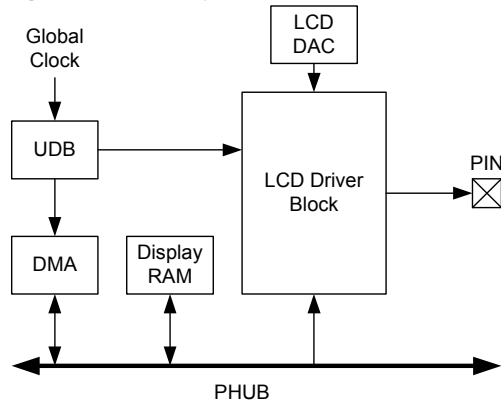 Global
Clock
LCD
DAC
UDB
LCD Driver
Block
PIN
DMA
Display
RAM
PHUB